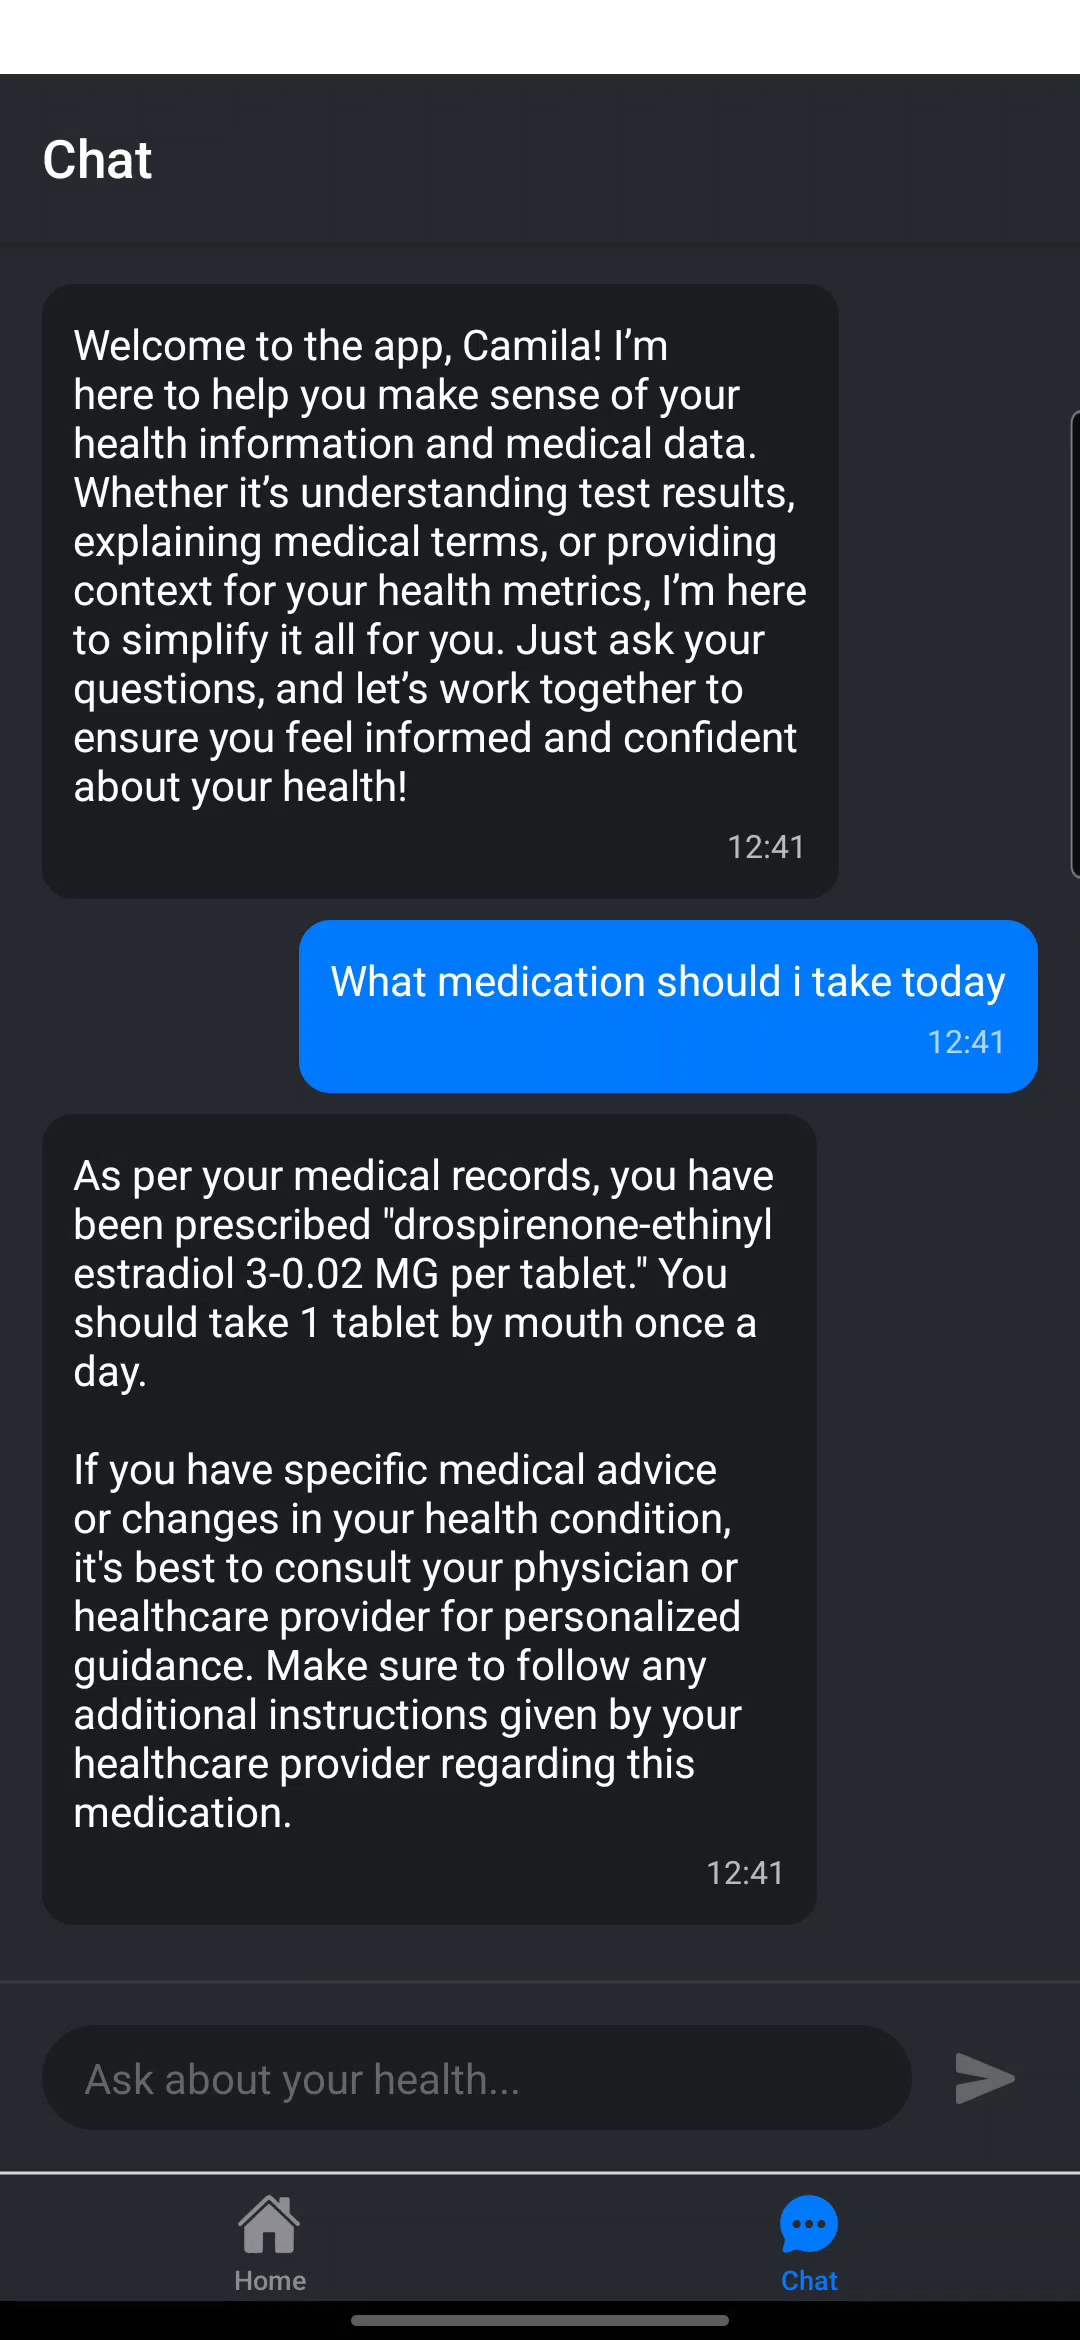 Chat
Welcome to the app, Camila! I’m
here to help you make sense of your
health information and medical data.
Whether it’s understanding test results,
explaining medical terms, or providing
context for your health metrics, I’m here
to simplify it all for you. Just ask your
questions, and let’s work together to
ensure you feel informed and confident
about your health!
12:41
What medication should i take today
12:41
As per your medical records, you have
been prescribed "drospirenone-ethinyl
estradiol 3-0.02 MG per tablet." You
should take 1 tablet by mouth once a
day.
If you have specific medical advice
or changes in your health condition,
it's best to consult your physician or
healthcare provider for personalized
guidance. Make sure to follow any
additional instructions given by your
healthcare provider regarding this
medication.
12:41
Ask about your health...
Home
Chat